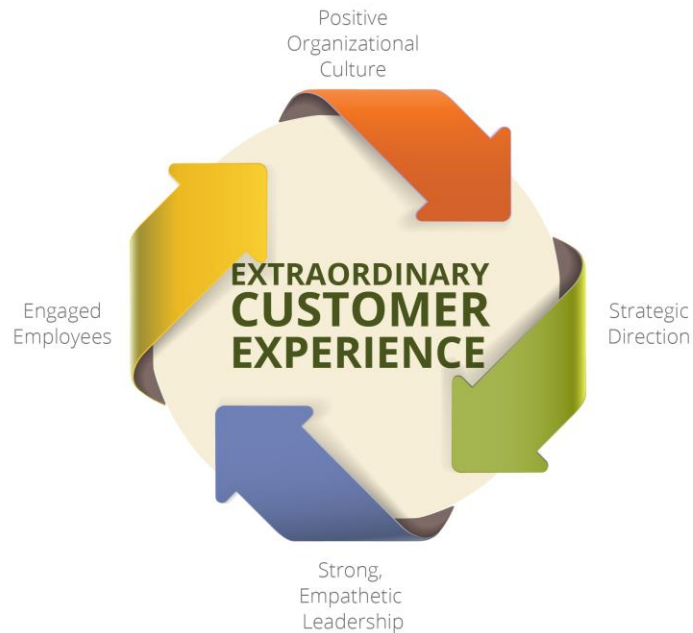 Positive
Organizational
Culture
EXTRAORDINARY
CUSTOMER
EXPERIENCE
Engaged
Employees
Strategic
Direction
Strong,
Empathetic
Leadership